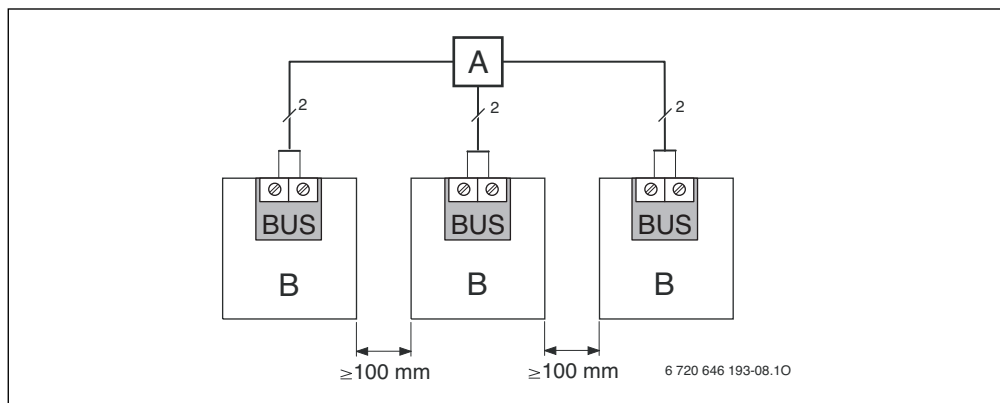 A
2 2 2
BUS BUS BUS
B B B
≥100 mm ≥100 mm
6 720 646 193-08.1O